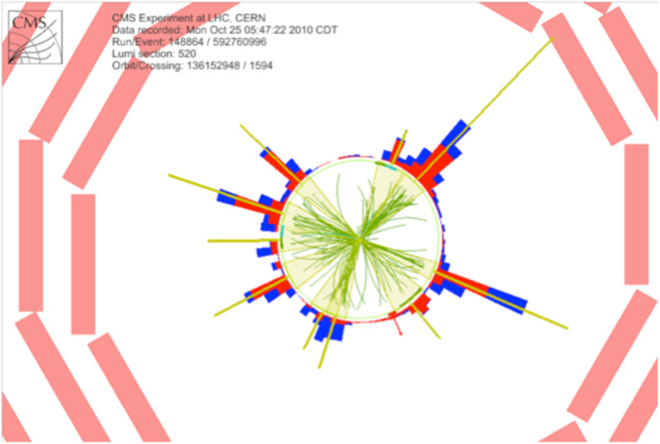 CMS
CMS Experiment at LHC, CERN
Data recorded: Mon Oct 25 05:47:22 2010 CDT
Run/Event: 148864 / 592760996
Lumi section: 520
Orbit/Crossing: 136152948 / 1594